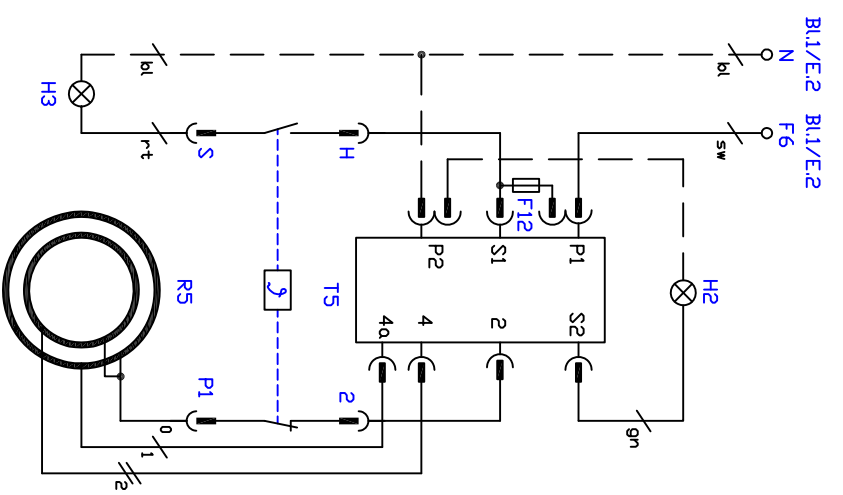 Bl.1/E.2
Bl.1/E.2
N
F6
bl
bl
sw
H3
rt
S
H
F12
P2
S1
P1
H2
R5
T5
4a
4
2
S2
P1
2
0
1
2
gn
ϑ